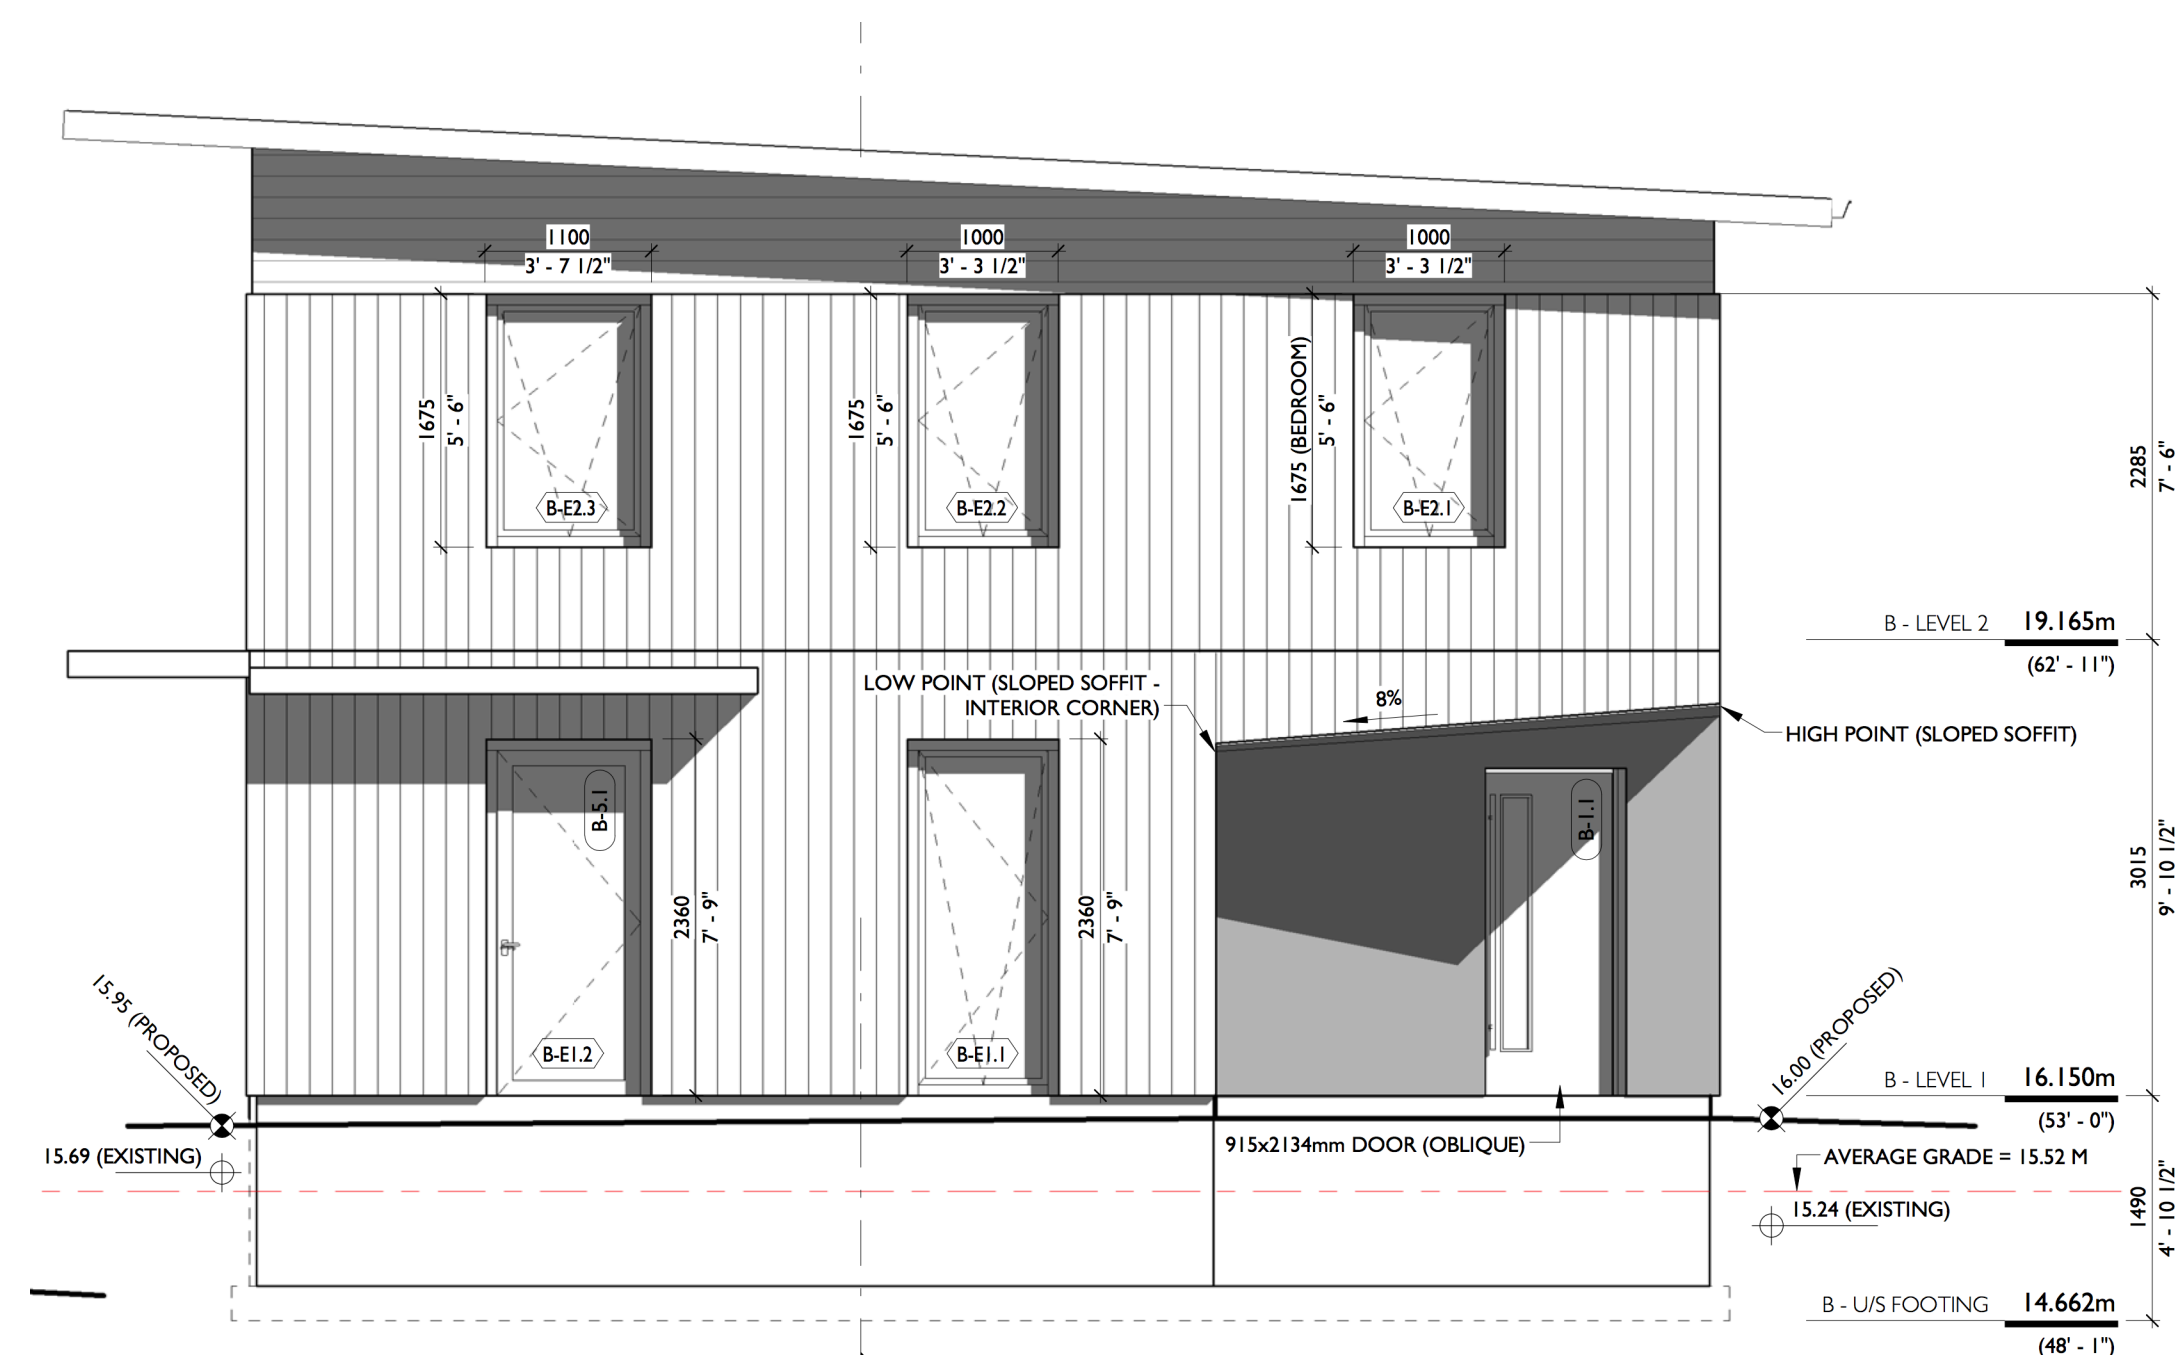 1100
3' - 7 1/2"
1000
3' - 3 1/2"
1000
3' - 3 1/2"
1675
5' - 6"
1675
5' - 6"
1675 (BEDROOM)
5' - 6"
2285
7' - 6"
B-E2.3
B-E2.2
B-E2.1
B - LEVEL 2 19.165m
(62' - 11")
LOW POINT (SLOPED SOFFIT -
INTERIOR CORNER)
8%
HIGH POINT (SLOPED SOFFIT)
B-5.1
B-1.1
2360
7' - 9"
2360
7' - 9"
3015
9' - 10 1/2"
B-E1.2
B-E1.1
15.95 (PROPOSED)
16.00 (PROPOSED)
B - LEVEL 1 16.150m
(53' - 0")
915x2134mm DOOR (OBLIQUE)
15.69 (EXISTING)
AVERAGE GRADE = 15.52 M
15.24 (EXISTING)
1490
4' - 10 1/2"
B - U/S FOOTING 14.662m
(48' - 1")